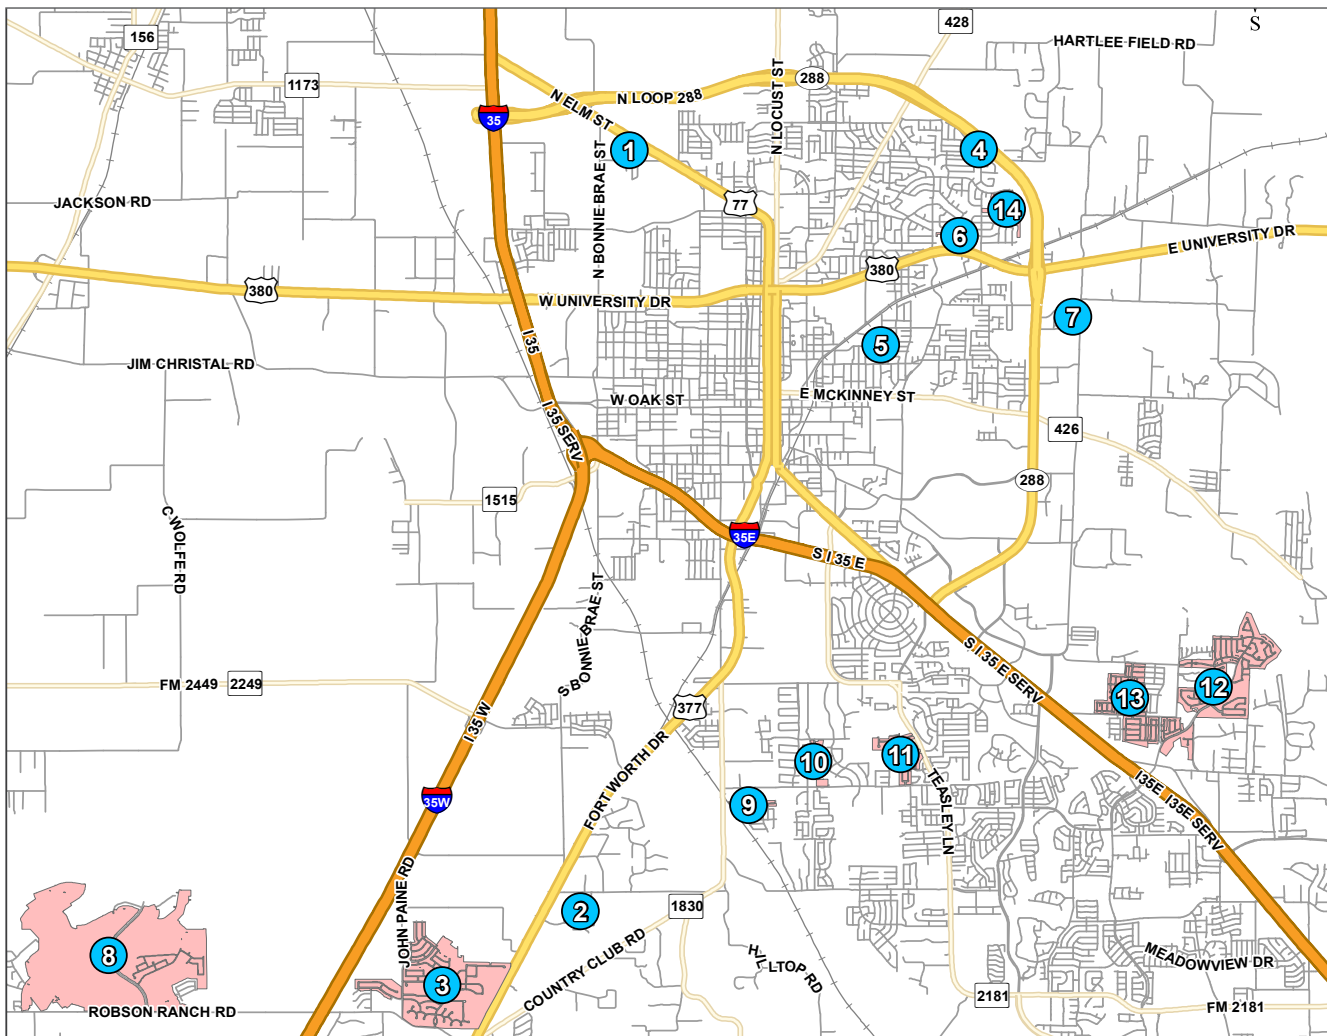 S
428
156
HARTLEE FIELD RD
1173
288
N LOOP 288
N ELM ST
35
N LOCUST ST
1
4
N BONNIE BRAE ST
JACKSON RD
77
14
6
E UNIVERSITY DR
380
380
W UNIVERSITY DR
7
I 35
5
JIM CHRISTAL RD
W OAK ST
E MCKINNEY ST
I 35 SERV
426
288
1515
C WOLFE RD
35E
S I 35 E
S BONNIE BRAE ST
S I 35 E SERV
FM 2449
2249
12
13
377
I 35 W
FORT WORTH DR
10
11
TEASLEY LN
I35E
I35E SERV
35W
9
JOHN PAINE RD
2
1830
COUNTRY CLUB RD
HILLTOP RD
8
3
MEADOWVIEW DR
2181
FM 2181
ROBSON RANCH RD